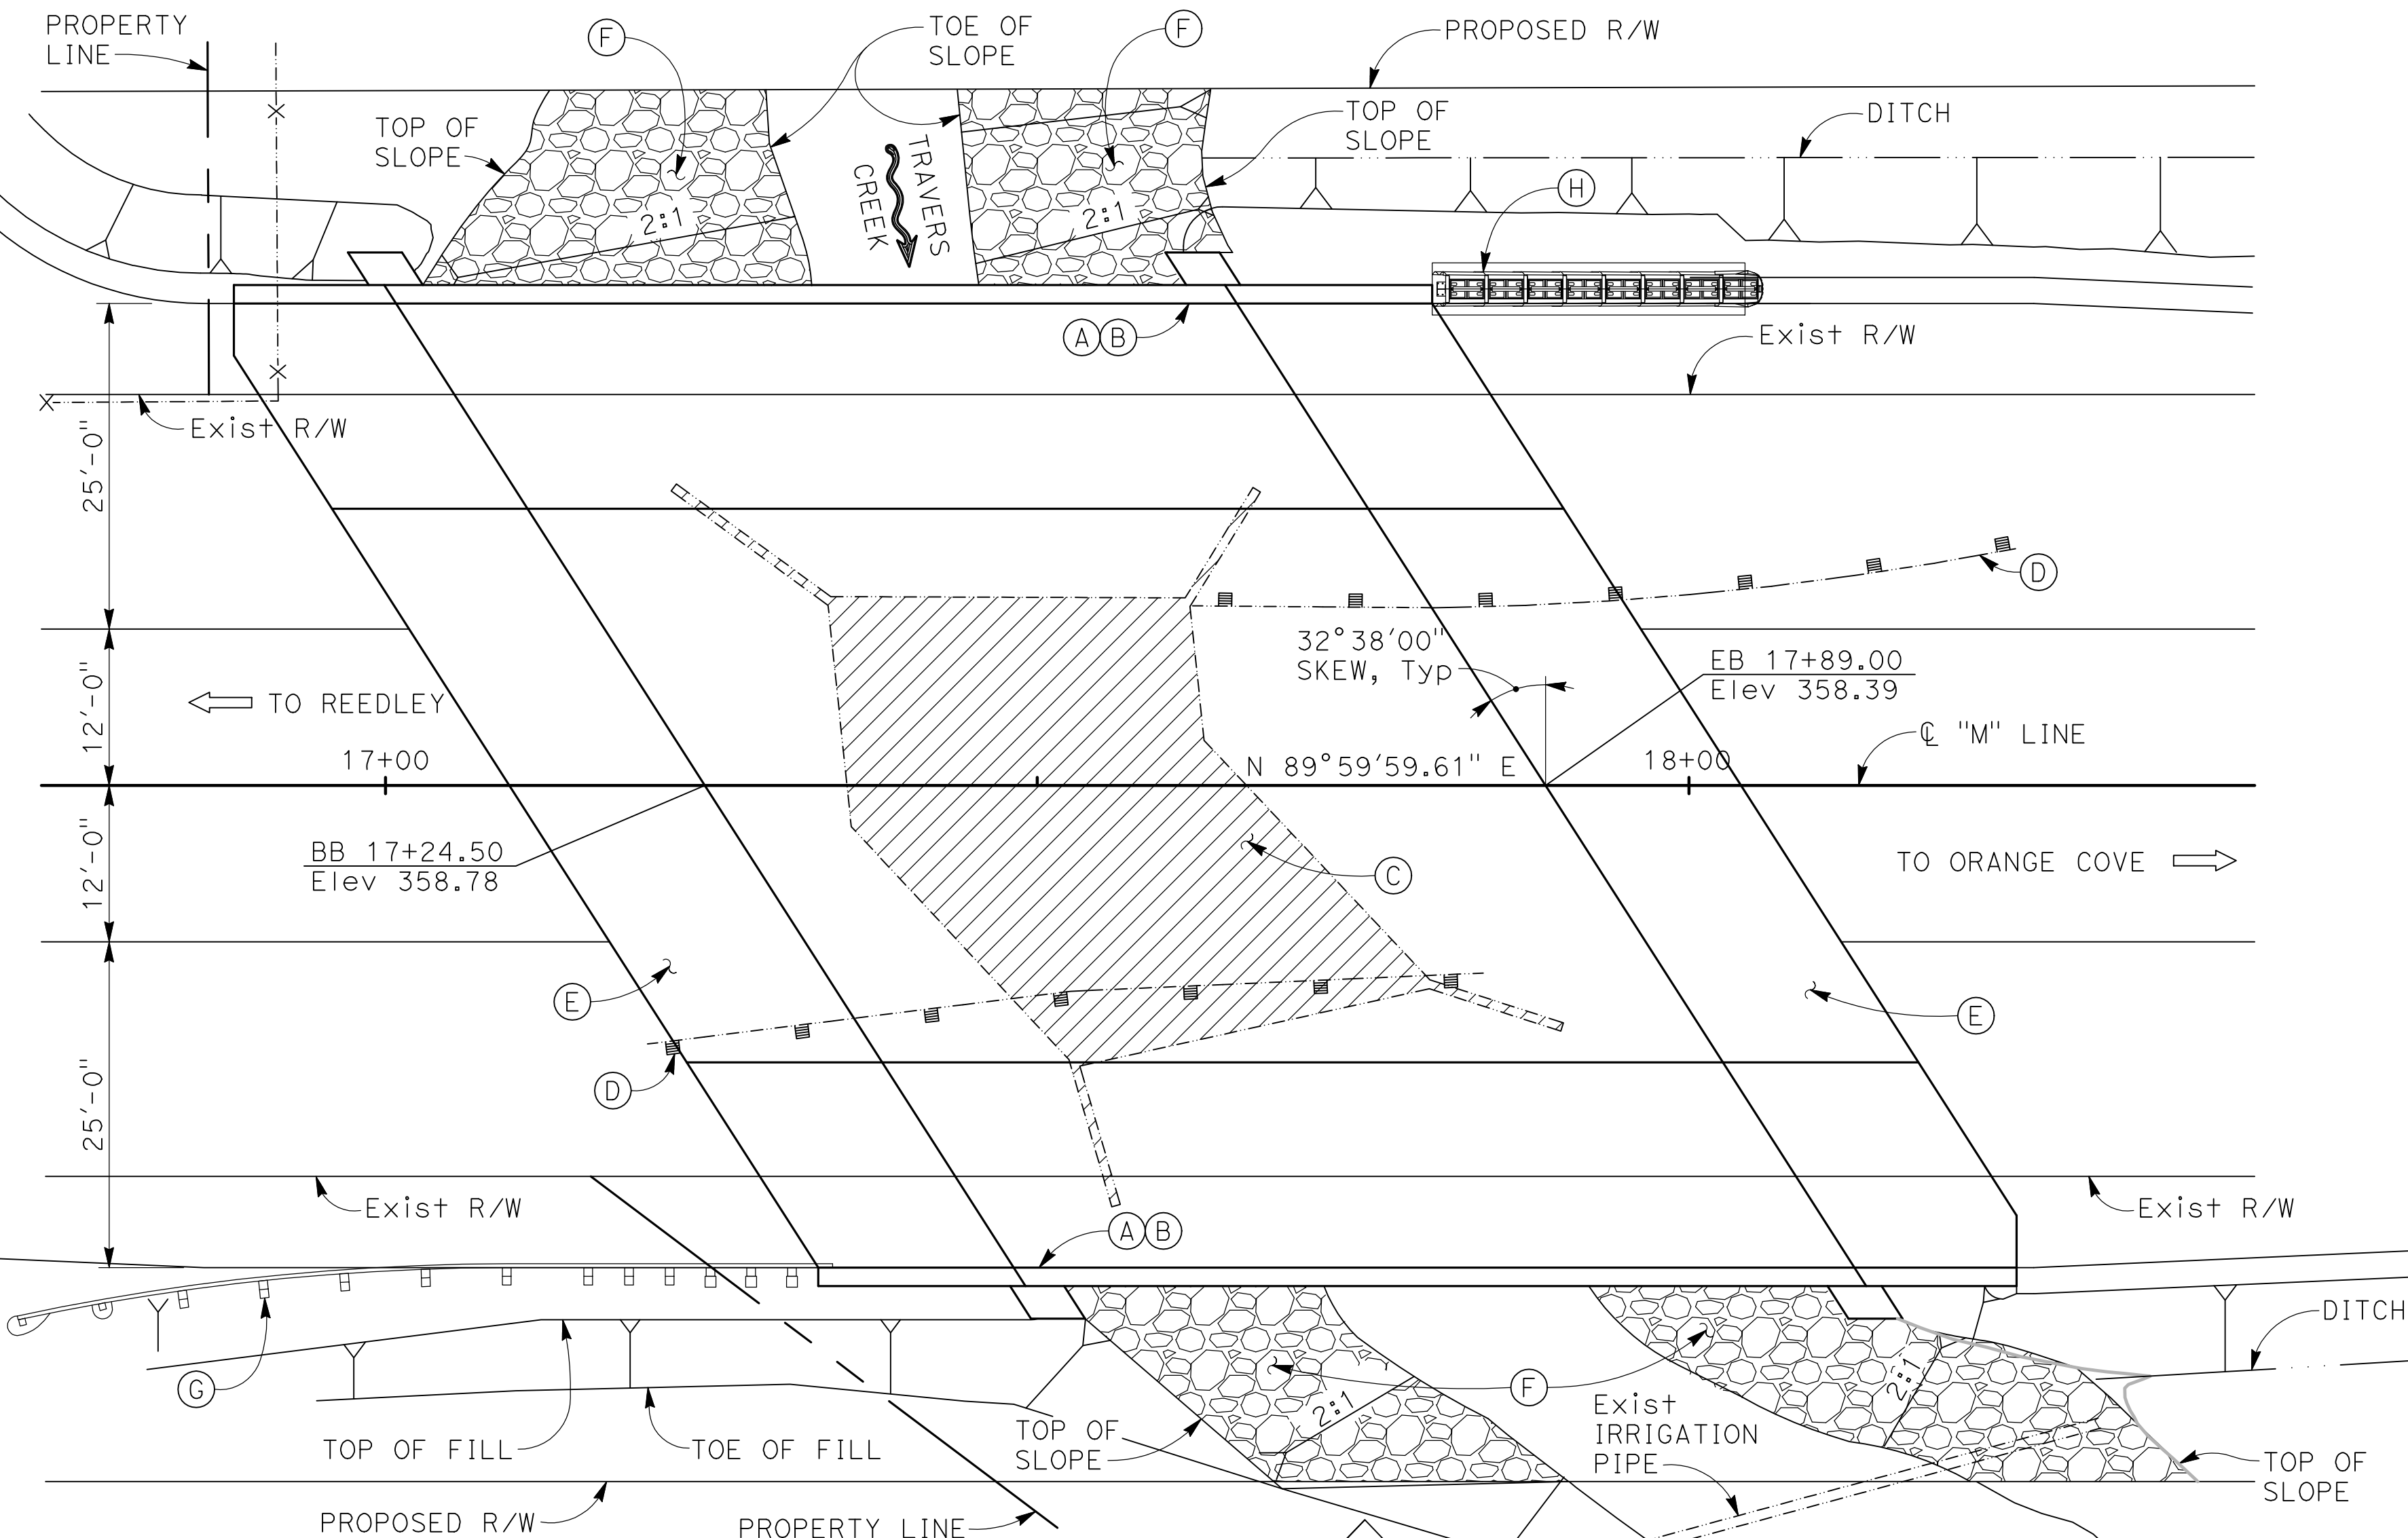 PROPERTY
LINE
F
TOE OF
SLOPE
F
PROPOSED R/W
TOP OF
SLOPE
TOP OF
SLOPE
DITCH
TRAVERS
CREEK
2:1
2:1
H
A B
Exist R/W
Exist R/W
25'-0"
D
32°38'00"
SKEW, Typ
EB 17+89.00
Elev 358.39
12'-0"
TO REEDLEY
17+00
N 89°59'59.61" E
18+00
℄ "M" LINE
12'-0"
BB 17+24.50
Elev 358.78
C
TO ORANGE COVE
E
E
D
25'-0"
Exist R/W
A B
Exist R/W
DITCH
G
F
2:1
2:1
TOP OF FILL
TOE OF FILL
TOP OF
SLOPE
Exist
IRRIGATION
PIPE
TOP OF
SLOPE
PROPOSED R/W
PROPERTY LINE